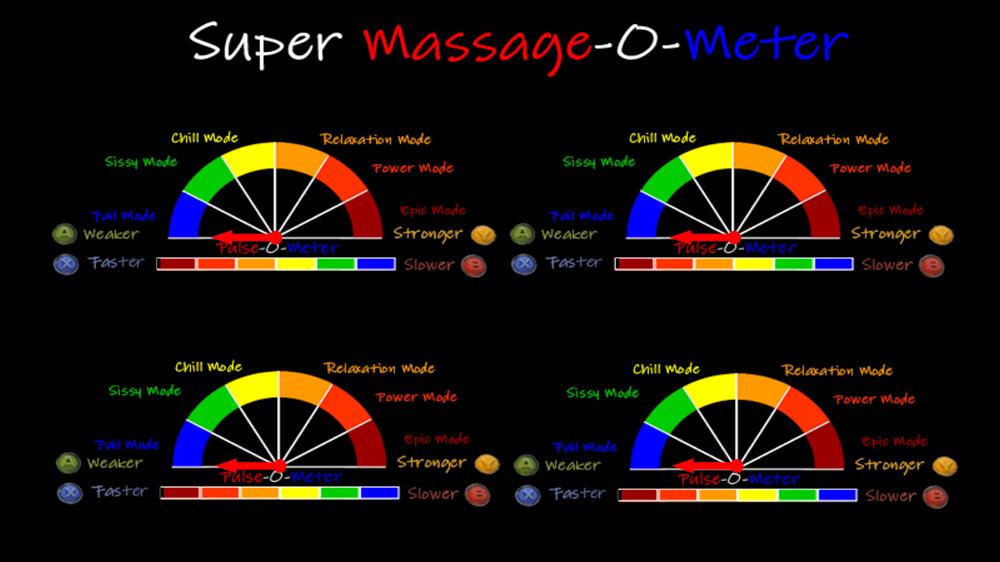 Super Massage-O-Meter
Chill Mode
Relaxation Mode
Sissy Mode
Power Mode
Fail Mode
Epic Mode
A Weaker
Stronger Y
Pulse-O-Meter
X Faster
Slower B
Chill Mode
Relaxation Mode
Sissy Mode
Power Mode
Fail Mode
Epic Mode
A Weaker
Stronger Y
Pulse-O-Meter
X Faster
Slower B
Chill Mode
Relaxation Mode
Sissy Mode
Power Mode
Fail Mode
Epic Mode
A Weaker
Stronger Y
Pulse-O-Meter
X Faster
Slower B
Chill Mode
Relaxation Mode
Sissy Mode
Power Mode
Fail Mode
Epic Mode
A Weaker
Stronger Y
Pulse-O-Meter
X Faster
Slower B